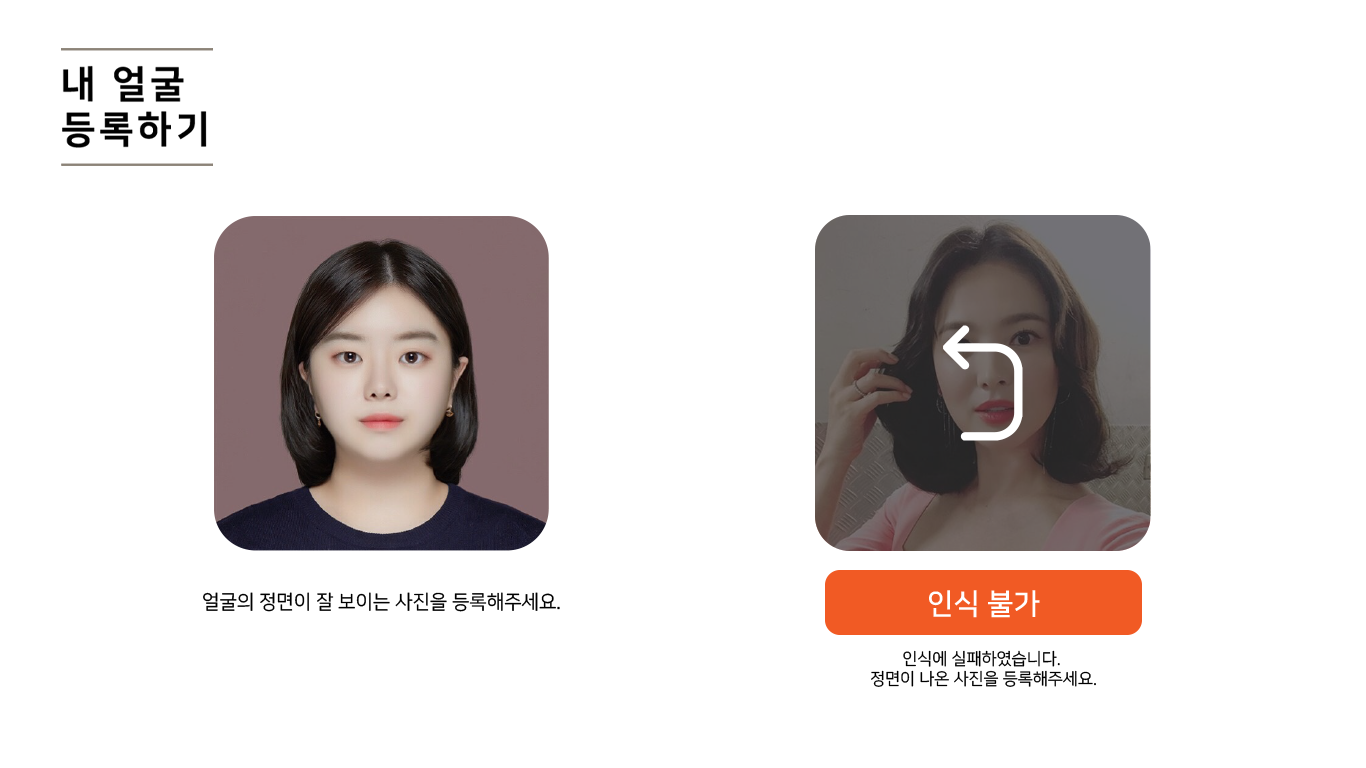 내 얼굴
등록하기
얼굴의 정면이 잘 보이는 사진을 등록해주세요.
인식 불가
인식에 실패하였습니다.
정면이 나온 사진을 등록해주세요.